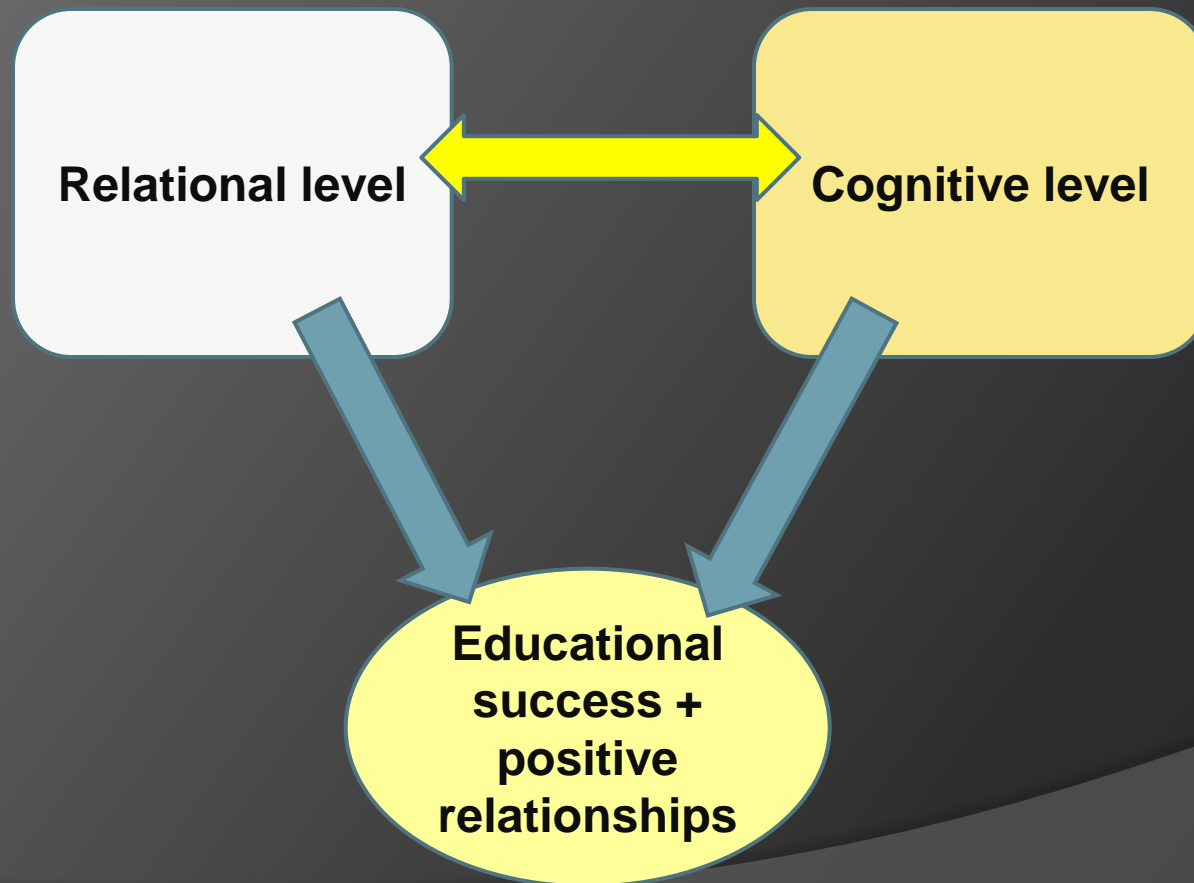 Relational level
Cognitive level
Educational
success +
positive
relationships